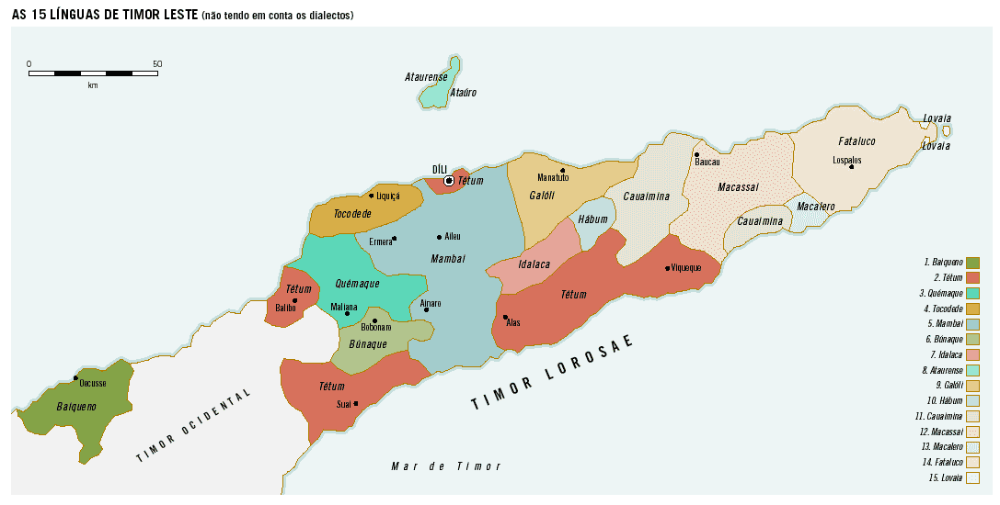 AS 15 LÍNGUAS DE TIMOR LESTE (não tendo em conta os dialectos)
0 50
km
Ataurense
Ataúro
Lovaia
Lovaia
Fataluco
Lospalos
Baucau
Macassai
DÍLI
Tétum
Manatuto
Galóli
Cauaimina
Macalero
Cauaimina
Liquiçá
Tocodede
Hábum
Ermera
Aileu
Mambai
Idalaca
Viqueque
Tétum
Quémaque
Tétum
Balibo
Maliana
Ainaro
Bobonaro
Alas
Búnaque
TIMOR LOROSAE
Oecusse
Baiqueno
Tétum
Suai
TIMOR OCIDENTAL
Mar de Timor
1. Baiqueno
2. Tétum
3. Quémaque
4. Tocodede
5. Mambai
6. Búnaque
7. Idalaca
8. Ataurense
9. Galóli
10. Hábum
11. Cauaimina
12. Macassai
13. Macalero
14. Fataluco
15. Lovaia